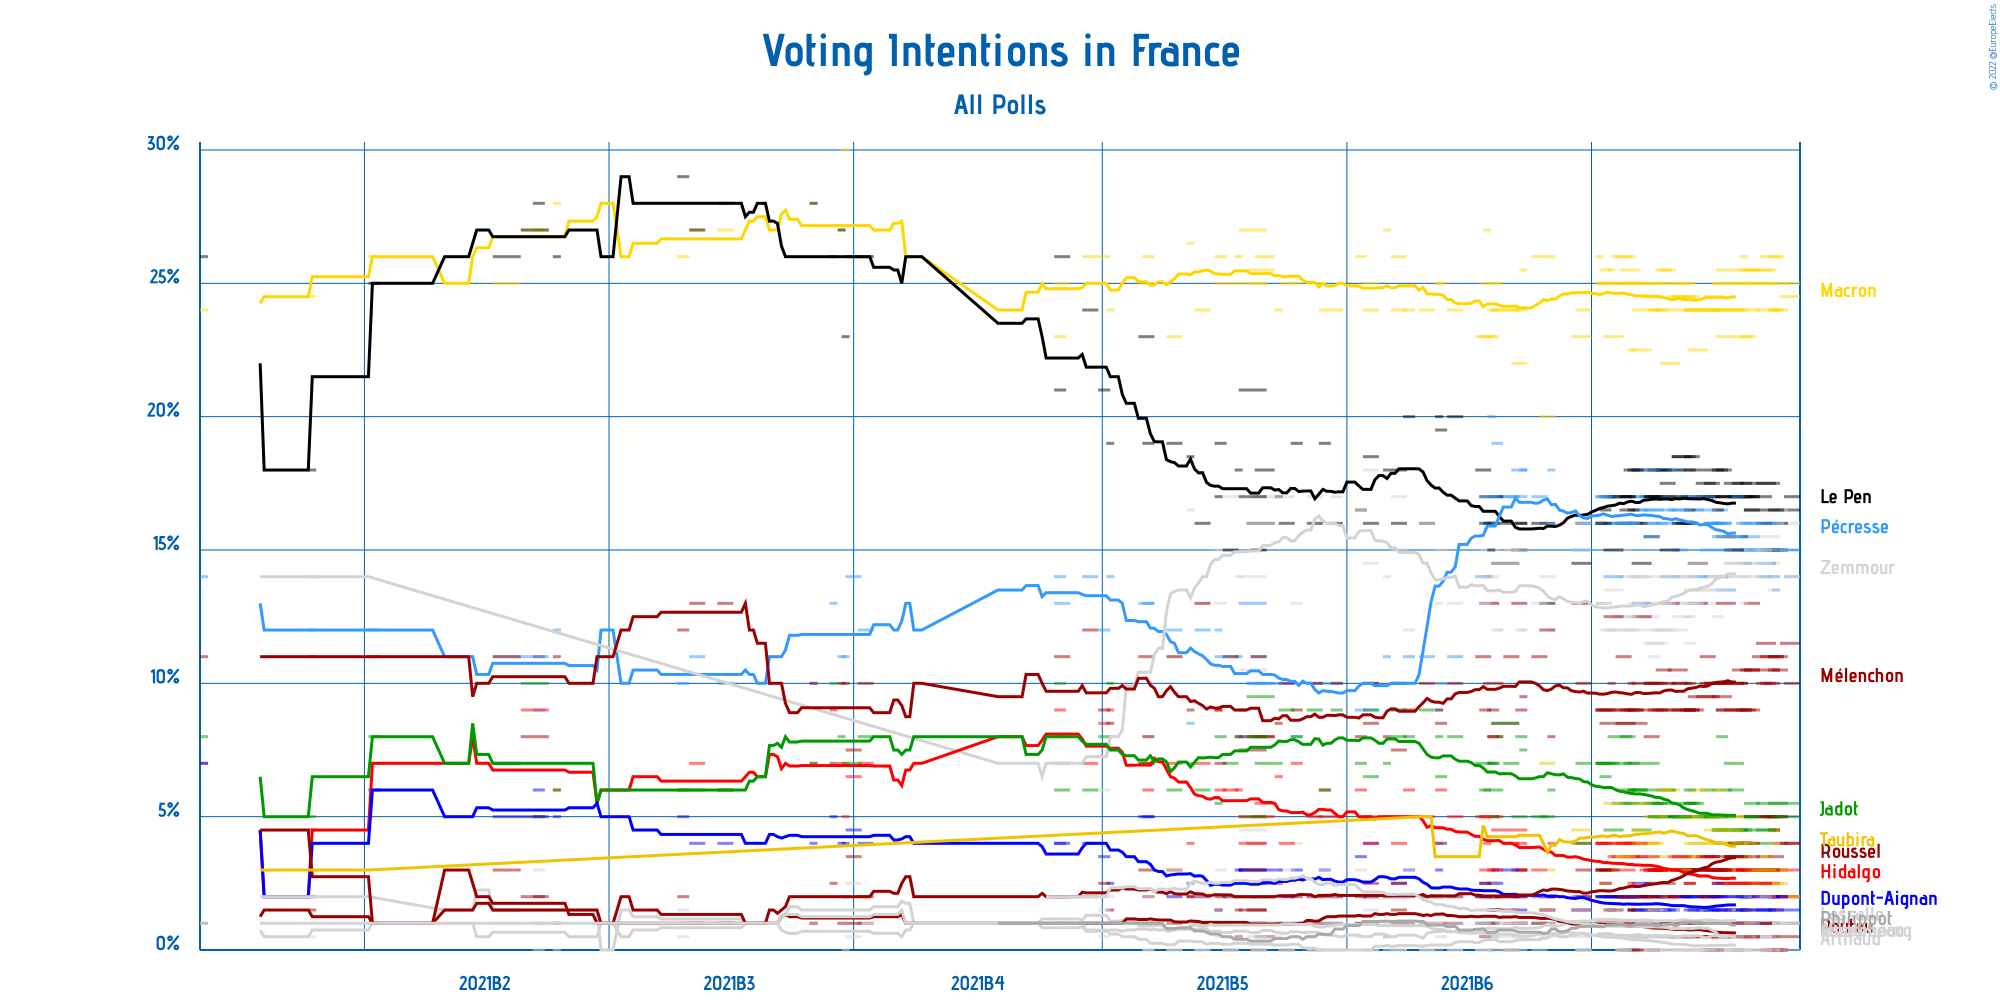 © 2022 @EuropeElects
Voting Intentions in France
All Polls
30%
25%
20%
15%
10%
5%
0%
Macron
Le Pen
Pécresse
Zemmour
Mélenchon
Jadot
Taubira
Roussel
Hidalgo
Dupont-Aignan
Philippot
Arthaud
2021B2
2021B3
2021B4
2021B5
2021B6